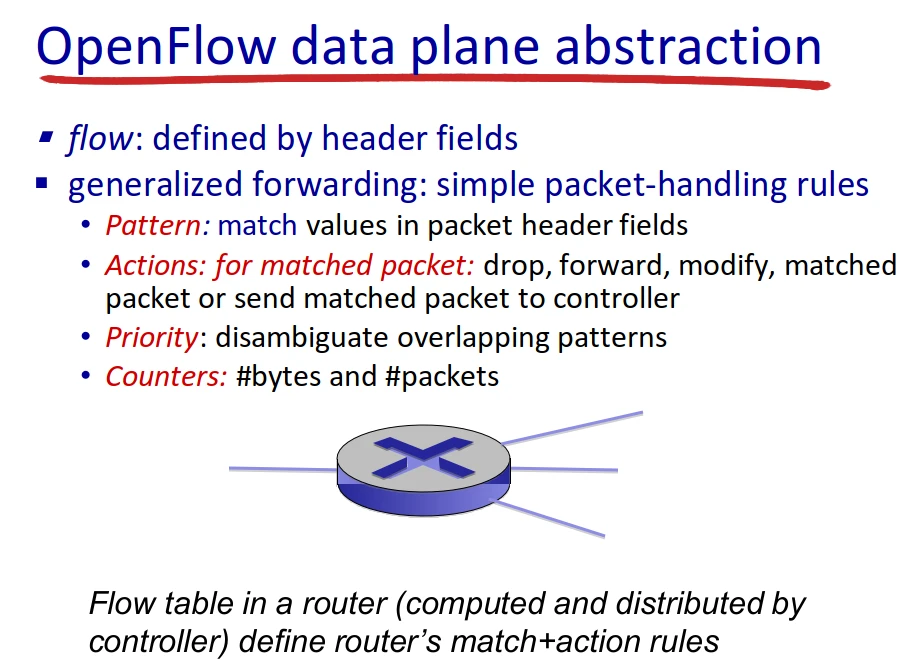 OpenFlow data plane abstraction
flow: defined by header fields
generalized forwarding: simple packet-handling rules
Pattern: match values in packet header fields
Actions: for matched packet: drop, forward, modify, matched
packet or send matched packet to controller
Priority: disambiguate overlapping patterns
Counters: #bytes and #packets
Flow table in a router (computed and distributed by
controller) define router’s match+action rules